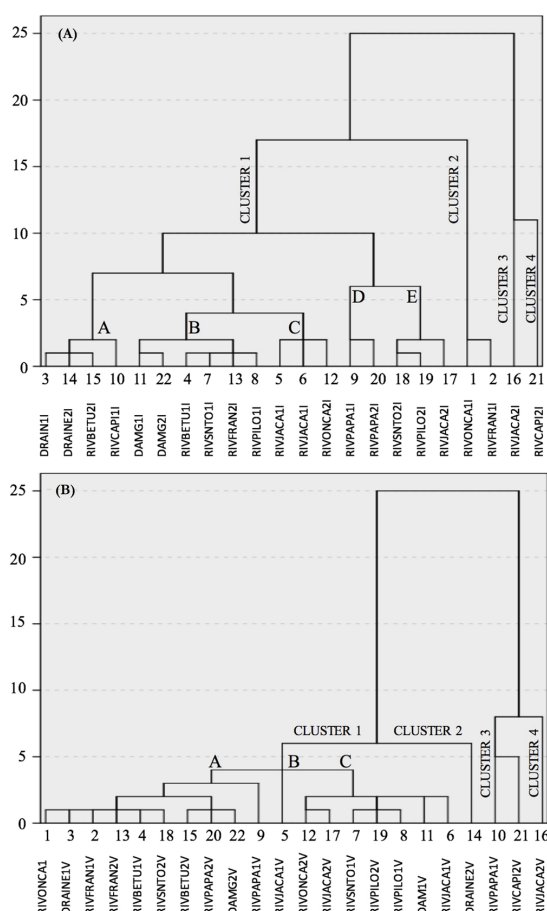 (A)
25
20
15
10
5
0
CLUSTER 1
CLUSTER 2
CLUSTER 3
CLUSTER 4
A
B
C
D
E
3 14 15 10 11 22 4 7 13 8 5 6 12 9 20 18 19 17 1 2 16 21
DRAIN1I
DRAINE2I
RIVBETU2I
RIVCAPI1I
DAMG1I
DAMG2I
RIVBETU1I
RIVSNTO1I
RIVFRAN2I
RIVPILO1I
RIVJACA1I
RIVJACA1I
RIVONCA2I
RIVPAPA1I
RIVPAPA2I
RIVSNTO2I
RIVPILO2I
RIVJACA2I
RIVONCA1I
RIVFRAN1I
RIVJACA2I
RIVCAPI2I
(B)
25
20
15
10
5
0
CLUSTER 1
CLUSTER 2
CLUSTER 3
CLUSTER 4
A
B
C
1 3 2 13 4 18 15 20 22 9 5 12 17 7 19 8 11 6 14 10 21 16
RIVONCA1
DRAINE1V
RIVFRAN1V
RIVFRAN2V
RIVBETU1V
RIVSNTO2V
RIVBETU2V
RIVPAPA2V
DAMG2V
RIVPAPA1V
RIVJACA1V
RIVONCA2V
RIVJACA2V
RIVSNTO1V
RIVPILO2V
RIVPILO1V
DAM1V
RIVJACA1V
DRAINE2V
RIVPAPA1V
RIVCAPI2V
RIVJACA2V